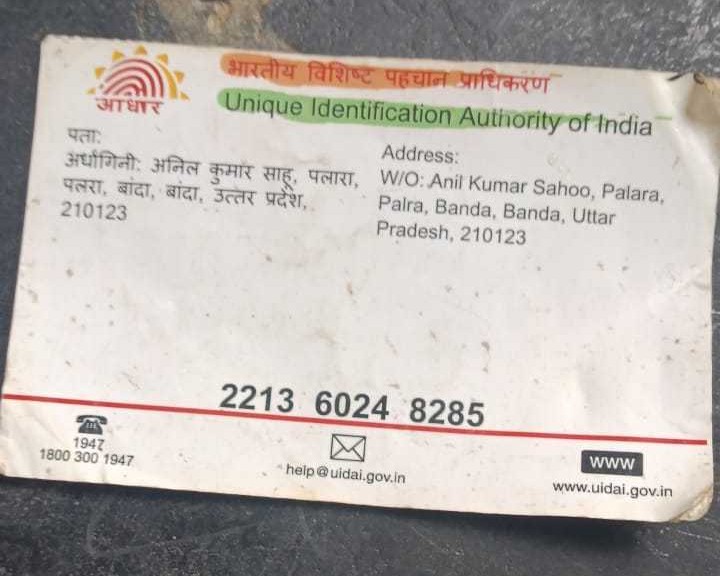 आधार
भारतीय विशिष्ट पहचान प्राधिकरण
Unique Identification Authority of India
पता:
अर्धांगिनी: अनिल कुमार साहू, पलारा,
पलरा, बांदा, बांदा, उत्तर प्रदेश,
210123
Address:
W/O: Anil Kumar Sahoo, Palara,
Palra, Banda, Banda, Uttar
Pradesh, 210123
2213 6024 8285
1947
1800 300 1947
help@uidai.gov.in
www
www.uidai.gov.in